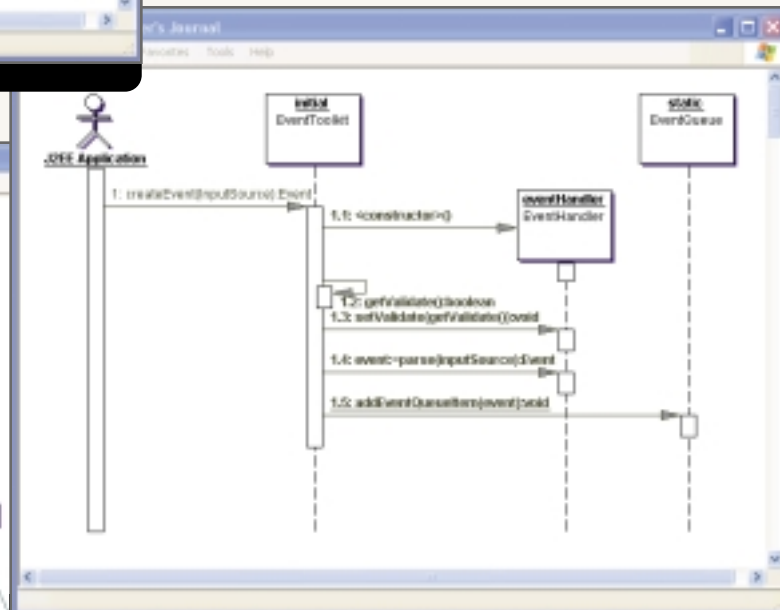 er's Journal
Favorites Tools Help
J2EE Application
initial
EventToolkit
static
EventQueue
eventHandler
EventHandler
1: createEvent(InputSource):Event
1.1: <constructor>()
1.2: getValidate():boolean
1.3: setValidate(getValidate()):void
1.4: event:=parse(inputSource):Event
1.5: addEventQueueItem(event):void